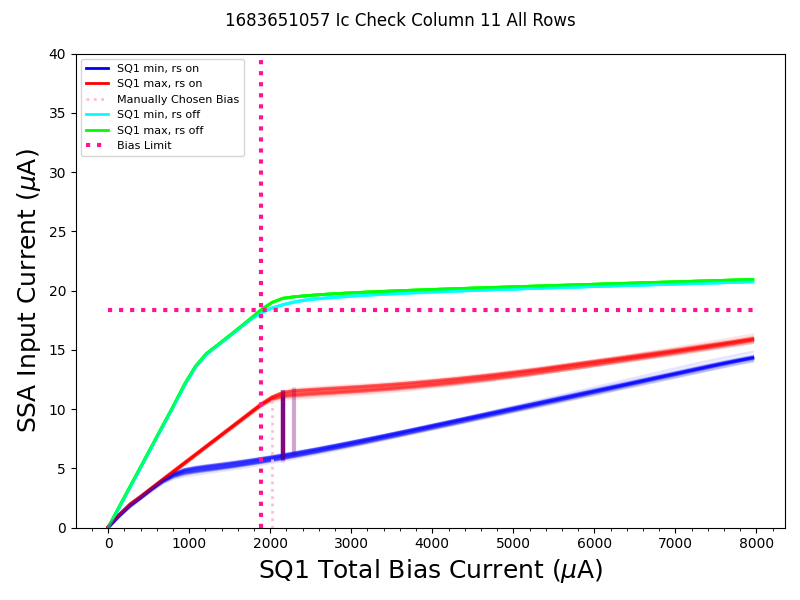 1683651057 Ic Check Column 11 All Rows
40
35
30
25
20
15
10
5
0
SSA Input Current (μA)
SQ1 min, rs on
SQ1 max, rs on
Manually Chosen Bias
SQ1 min, rs off
SQ1 max, rs off
Bias Limit
0 1000 2000 3000 4000 5000 6000 7000 8000
SQ1 Total Bias Current (μA)